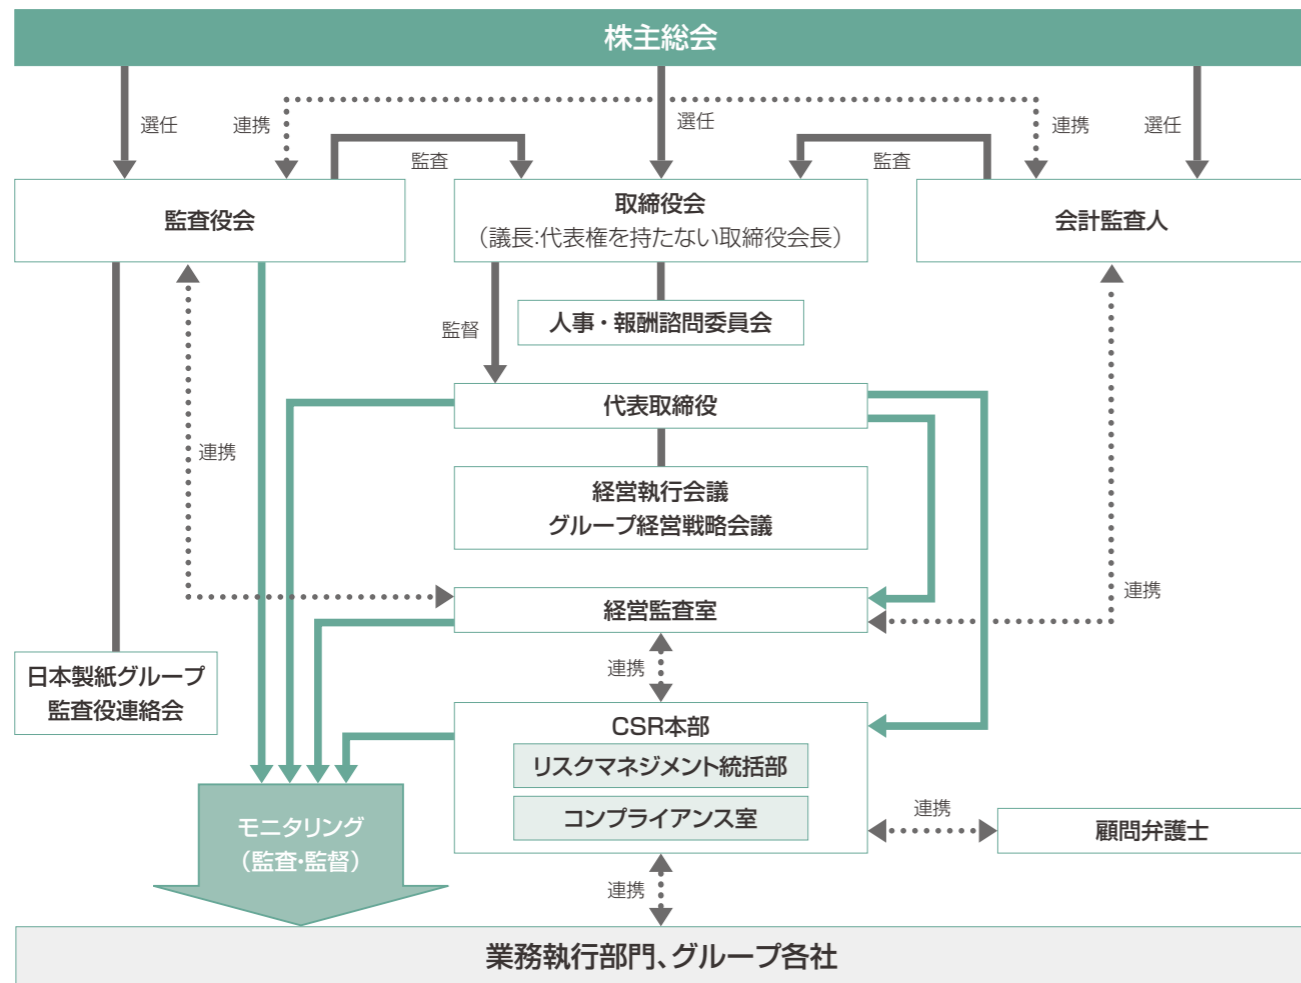 株主総会
選任
連携
選任
連携
選任
監査
監査
監査役会
取締役会
（議長:代表権を持たない取締役会長）
会計監査人
監督
人事・報酬諮問委員会
代表取締役
連携
経営執行会議
グループ経営戦略会議
連携
経営監査室
連携
日本製紙グループ
監査役連絡会
CSR本部
リスクマネジメント統括部
コンプライアンス室
連携
顧問弁護士
モニタリング
（監査・監督）
連携
業務執行部門、グループ各社